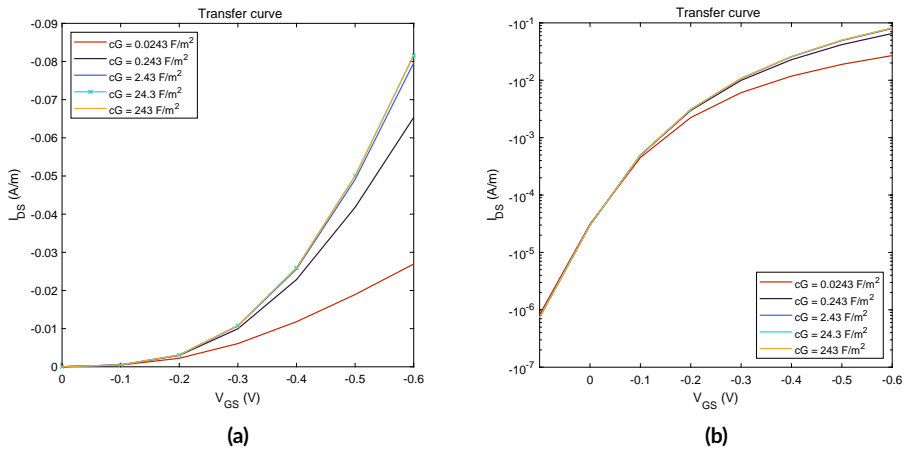 Transfer curve
-0.09
-0.08
-0.07
-0.06
-0.05
-0.04
-0.03
-0.02
-0.01
0
I_DS (A/m)
cG = 0.0243 F/m²
cG = 0.243 F/m²
cG = 2.43 F/m²
cG = 24.3 F/m²
cG = 243 F/m²
0 -0.1 -0.2 -0.3 -0.4 -0.5 -0.6
V_GS (V)
(a)
Transfer curve
-10⁻¹
-10⁻²
-10⁻³
-10⁻⁴
-10⁻⁵
-10⁻⁶
-10⁻⁷
I_DS (A/m)
cG = 0.0243 F/m²
cG = 0.243 F/m²
cG = 2.43 F/m²
cG = 24.3 F/m²
cG = 243 F/m²
0 -0.1 -0.2 -0.3 -0.4 -0.5 -0.6
V_GS (V)
(b)